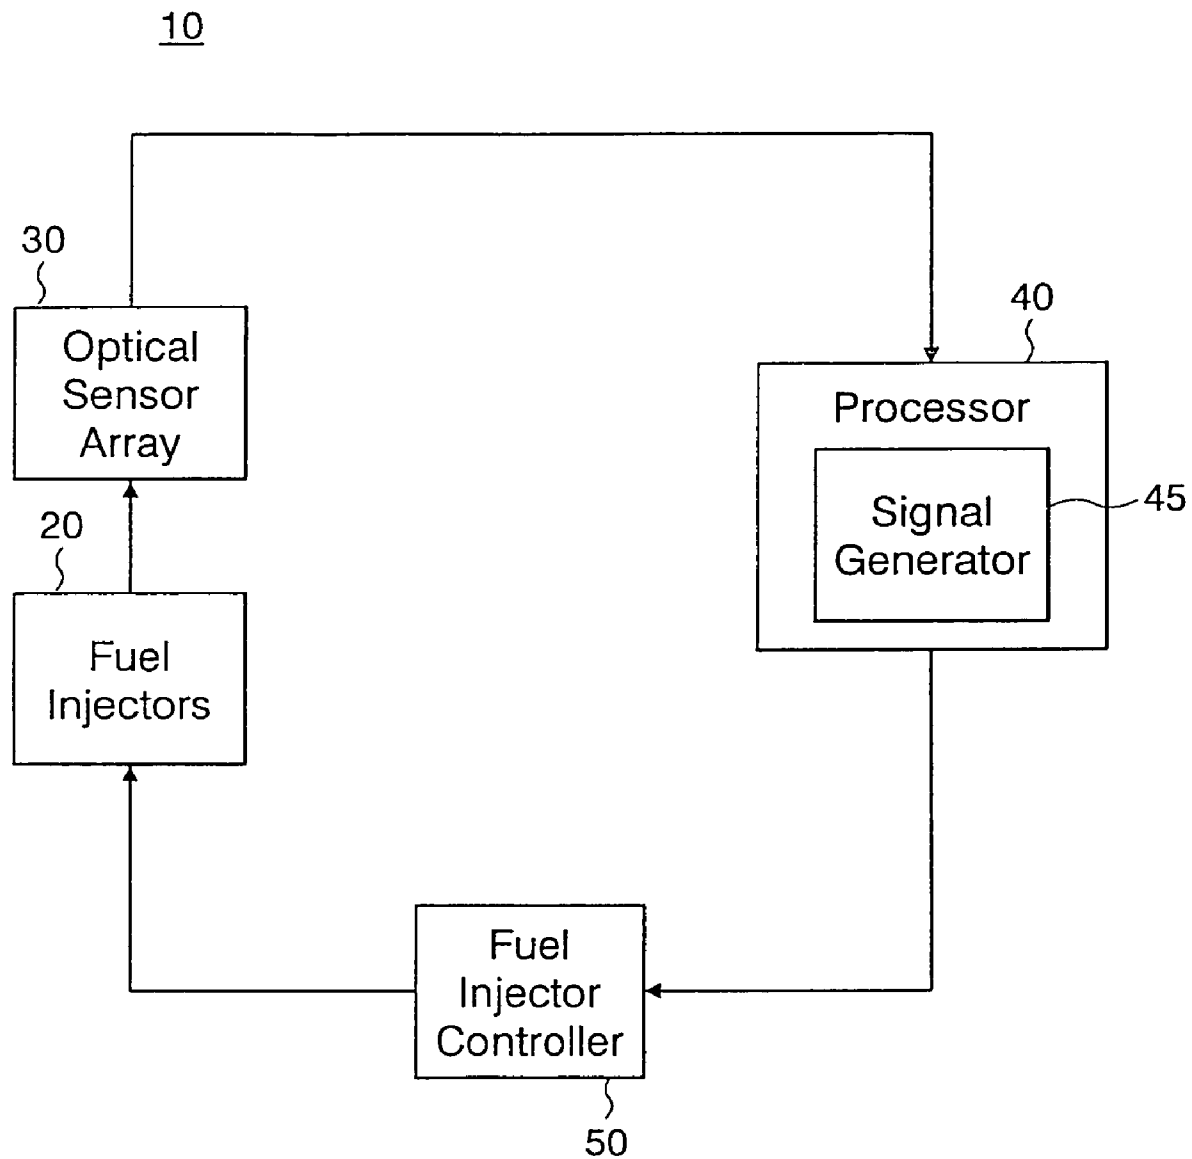 10
30
Optical
Sensor
Array
40
Processor
Signal
Generator
45
20
Fuel
Injectors
Fuel
Injector
Controller
50